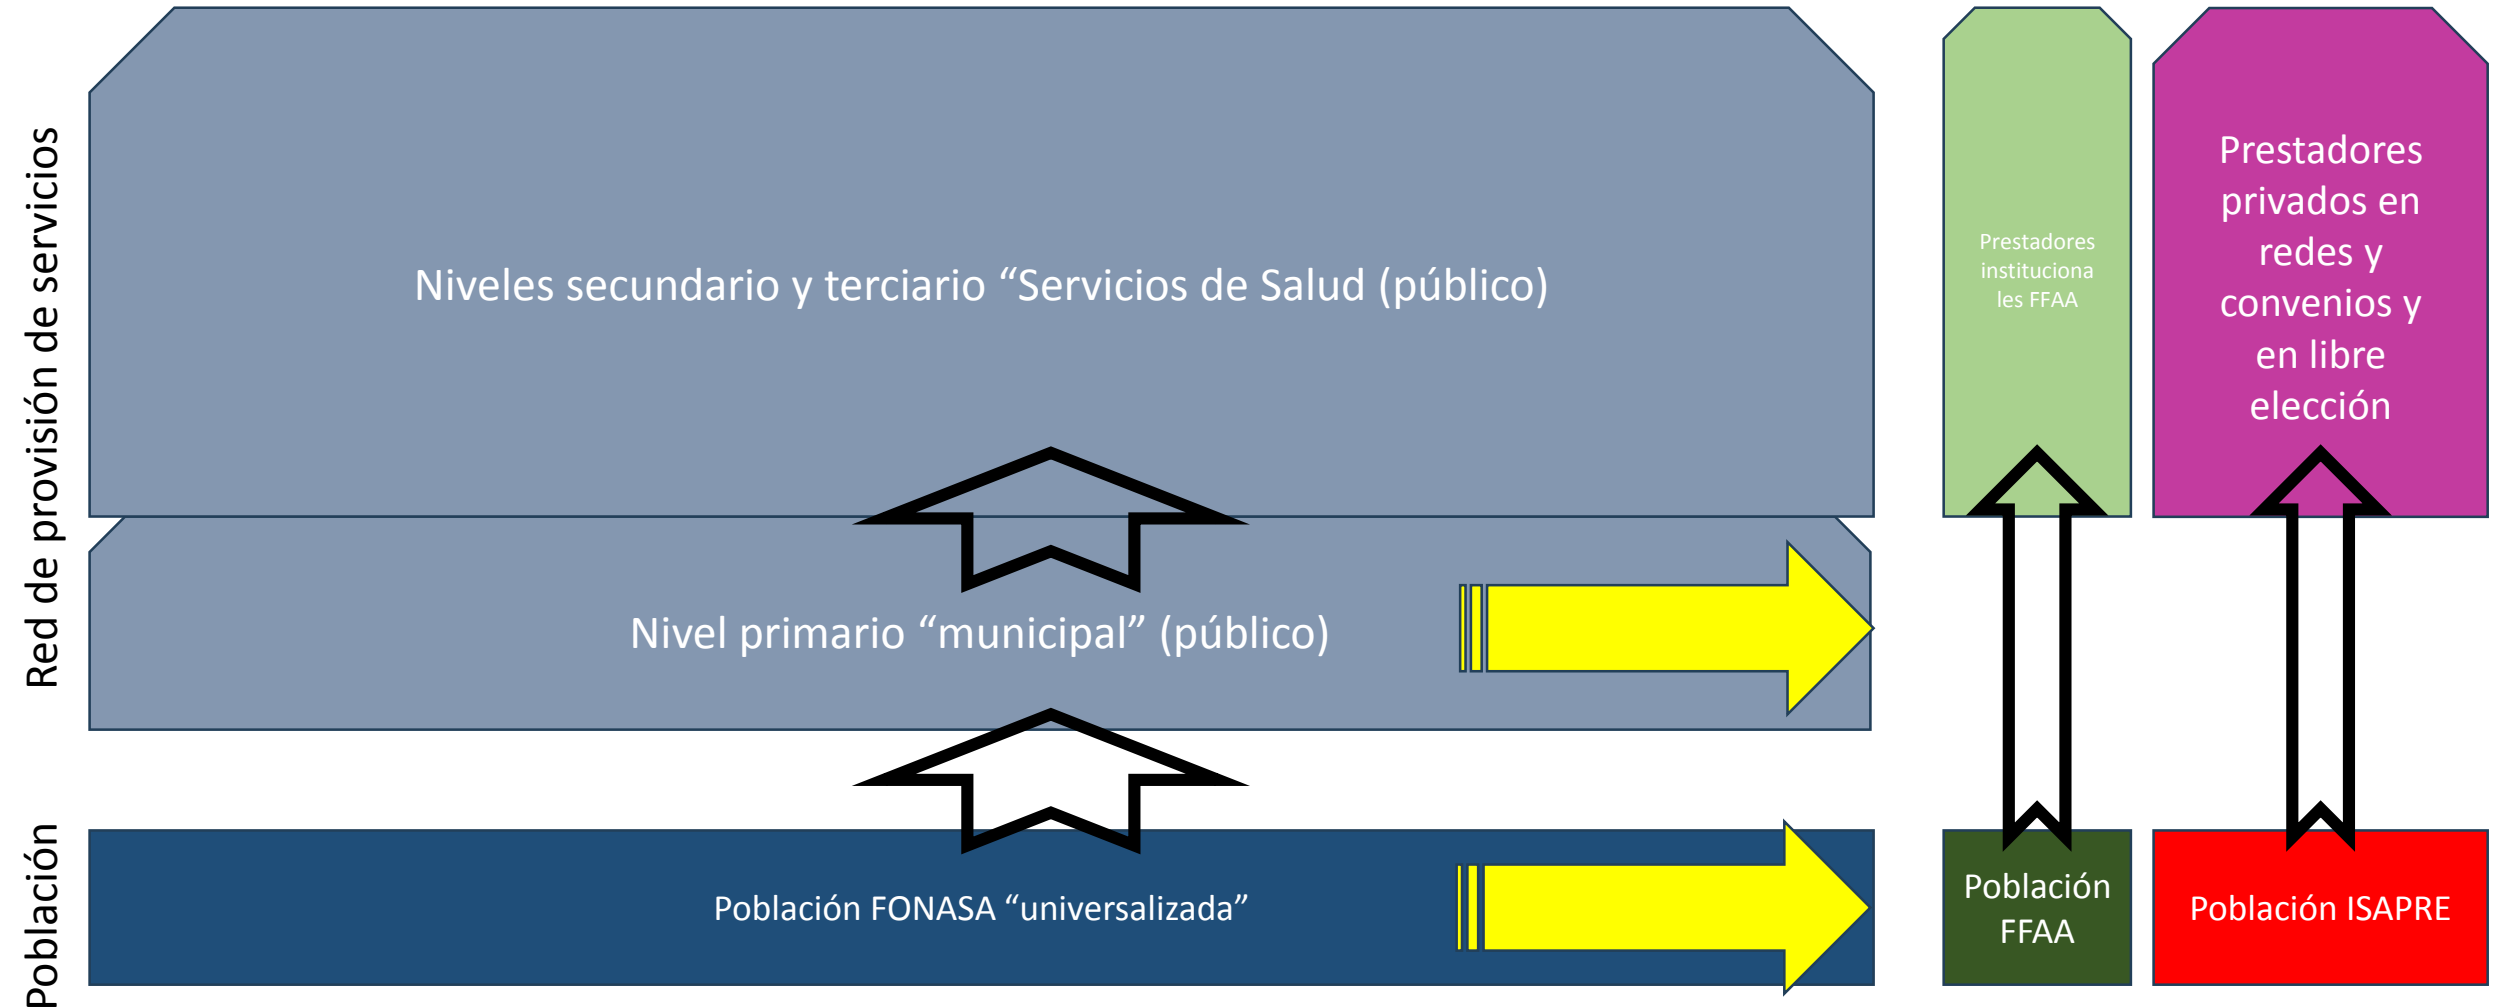 Red de provisión de servicios
Niveles secundario y terciario “Servicios de Salud (público)
Prestadores
instituciona
les FFAA
Prestadores
privados en
redes y
convenios y
en libre
elección
Nivel primario “municipal” (público)
Población
Población FONASA “universalizada”
Población
FFAA
Población ISAPRE